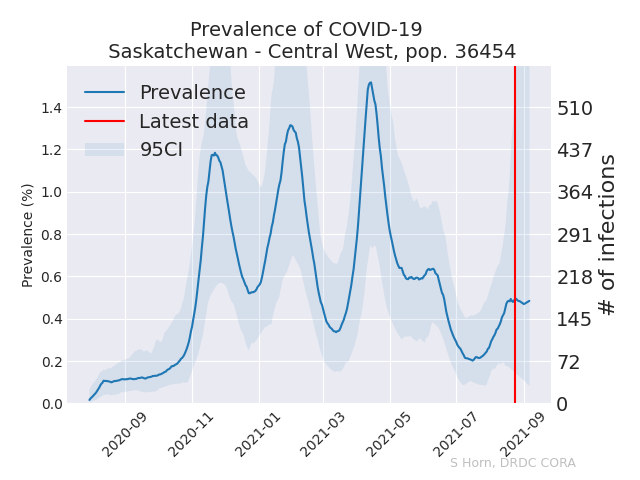 Prevalence of COVID-19
Saskatchewan - Central West, pop. 36454
Prevalence
Latest data
95CI
Prevalence (%)
1.4
1.2
1.0
0.8
0.6
0.4
0.2
0.0
510
437
364
291
218
145
72
0
# of infections
2020-09
2020-11
2021-01
2021-03
2021-05
2021-07
2021-09
S Horn, DRDC CORA